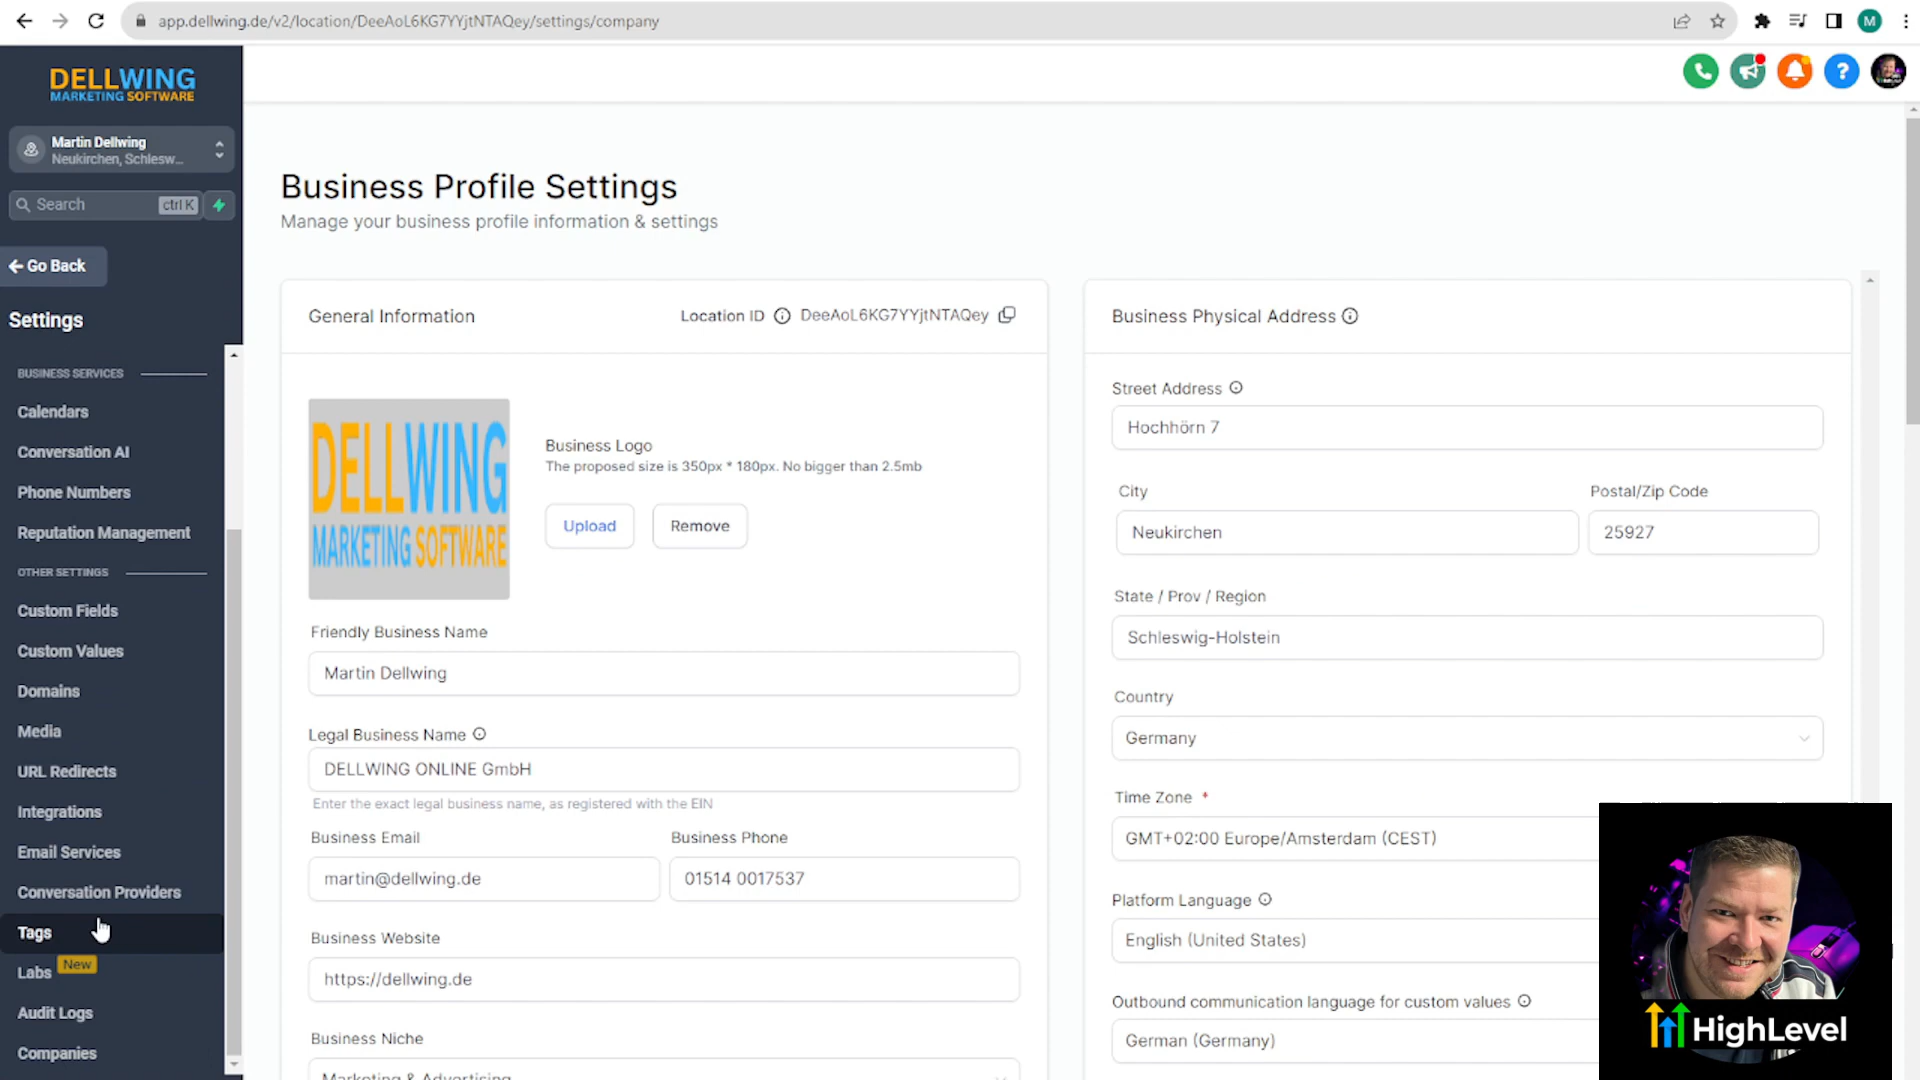 app.dellwing.de/v2/location/DeeAoL6KG7YYjtNTAQey/settings/company
M
DELLWING
MARKETING SOFTWARE
Martin Dellwing
Neukirchen, Schlesw...
Search
ctrl K
Go Back
Settings
BUSINESS SERVICES
Calendars
Conversation AI
Phone Numbers
Reputation Management
OTHER SETTINGS
Custom Fields
Custom Values
Domains
Media
URL Redirects
Integrations
Email Services
Conversation Providers
Tags
Labs New
Audit Logs
Companies
Business Profile Settings
Manage your business profile information & settings
General Information
Location ID DeeAoL6KG7YYjtNTAQey
DELLWING
MARKETING SOFTWARE
Business Logo
The proposed size is 350px * 180px. No bigger than 2.5mb
Upload
Remove
Friendly Business Name
Martin Dellwing
Legal Business Name
DELLWING ONLINE GmbH
Enter the exact legal business name, as registered with the EIN
Business Email
Business Phone
martin@dellwing.de
01514 0017537
Business Website
https://dellwing.de
Business Niche
Marketing & Advertising
Business Physical Address
Street Address
Hochhörn 7
City
Postal/Zip Code
Neukirchen
25927
State / Prov / Region
Schleswig-Holstein
Country
Germany
Time Zone *
GMT+02:00 Europe/Amsterdam (CEST)
Platform Language
English (United States)
Outbound communication language for custom values
German (Germany)
HighLevel